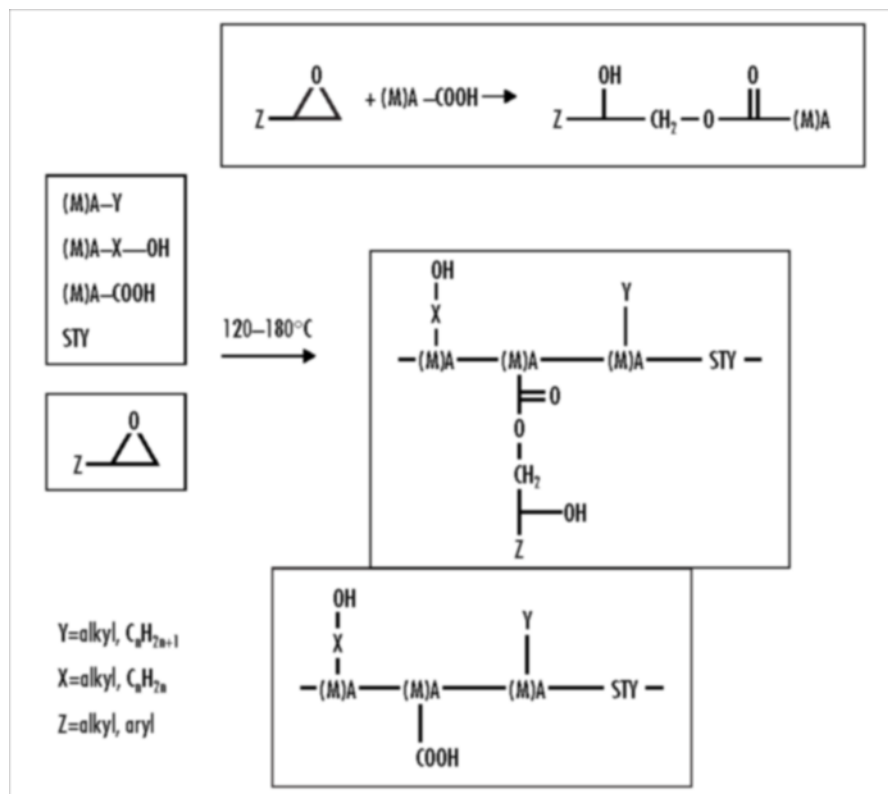 O
Z
+ (M)A –COOH
OH
O
Z
CH2
O
(M)A
(M)A–Y
(M)A–X—OH
(M)A–COOH
STY
120–180°C
O
Z
OH
X
Y
(M)A
(M)A
(M)A
STY
O
O
CH2
OH
Z
Y=alkyl, CnH2n+1
X=alkyl, CnH2n
Z=alkyl, aryl
OH
X
Y
(M)A
(M)A
(M)A
STY
COOH